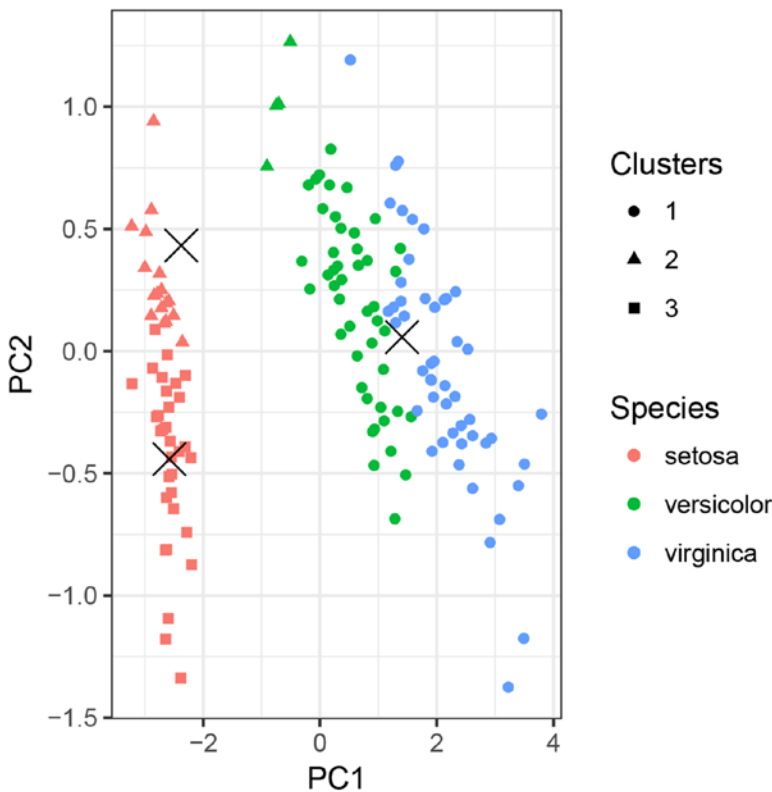 1.0
0.5
0.0
−0.5
−1.0
−1.5
PC2
−2
0
2
4
PC1
Clusters
1
2
3
Species
setosa
versicolor
virginica